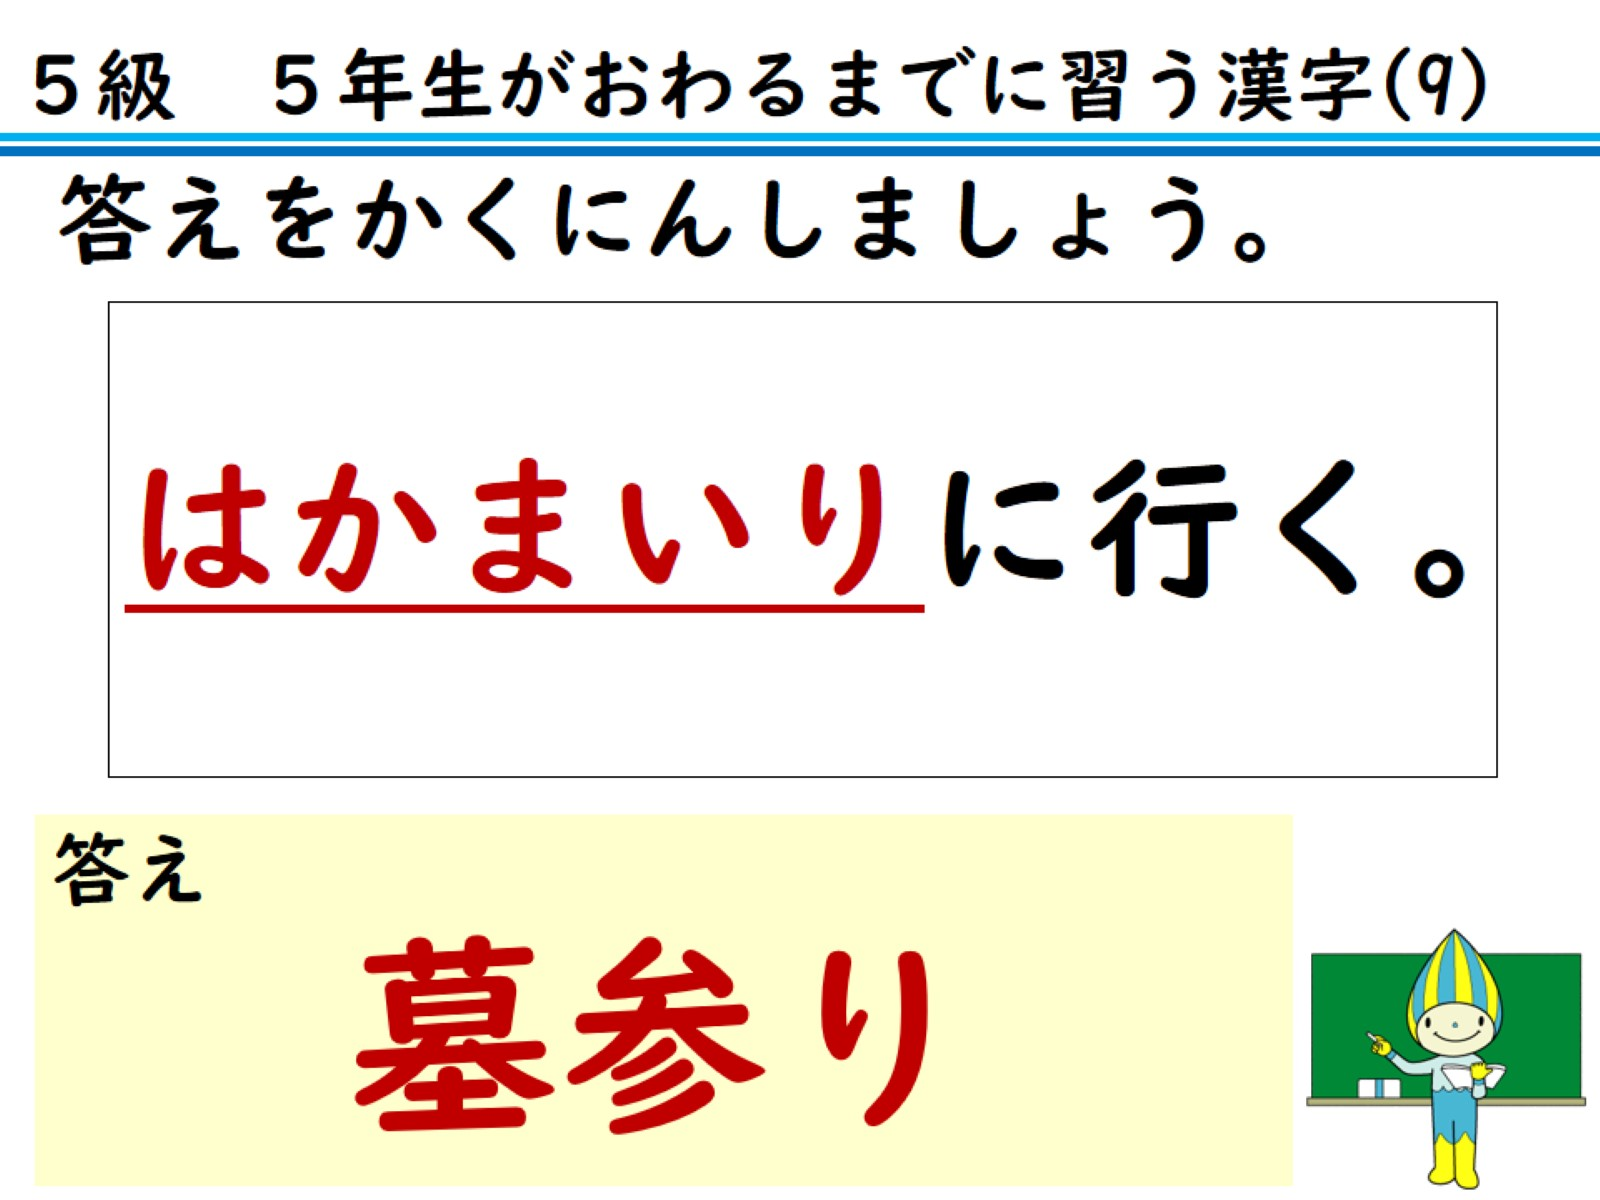 ５級　５年生がおわるまでに習う漢字(9)
答えをかくにんしましょう。
はかまいりに行く。
答え
墓参り